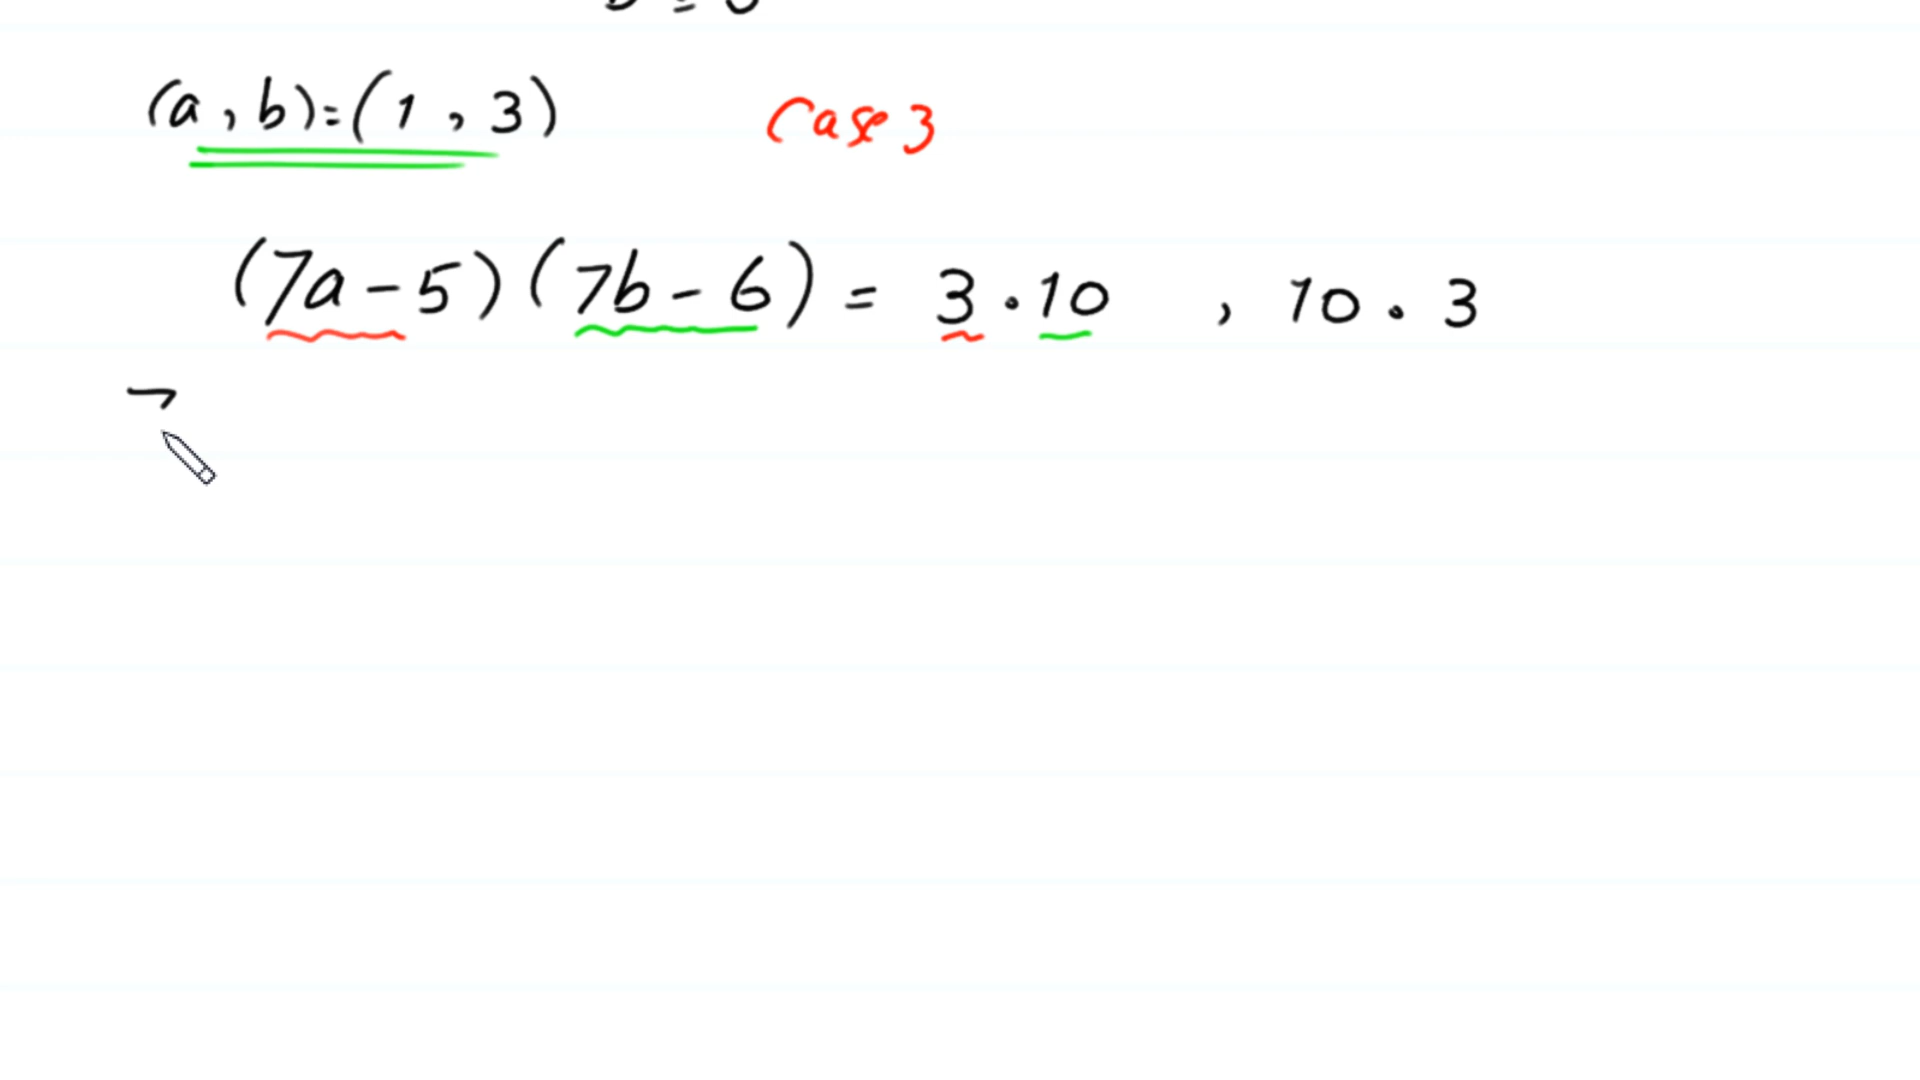 (a, b)=(1, 3) Case 3
(7a-5)(7b-6) = 3·10 , 10·3